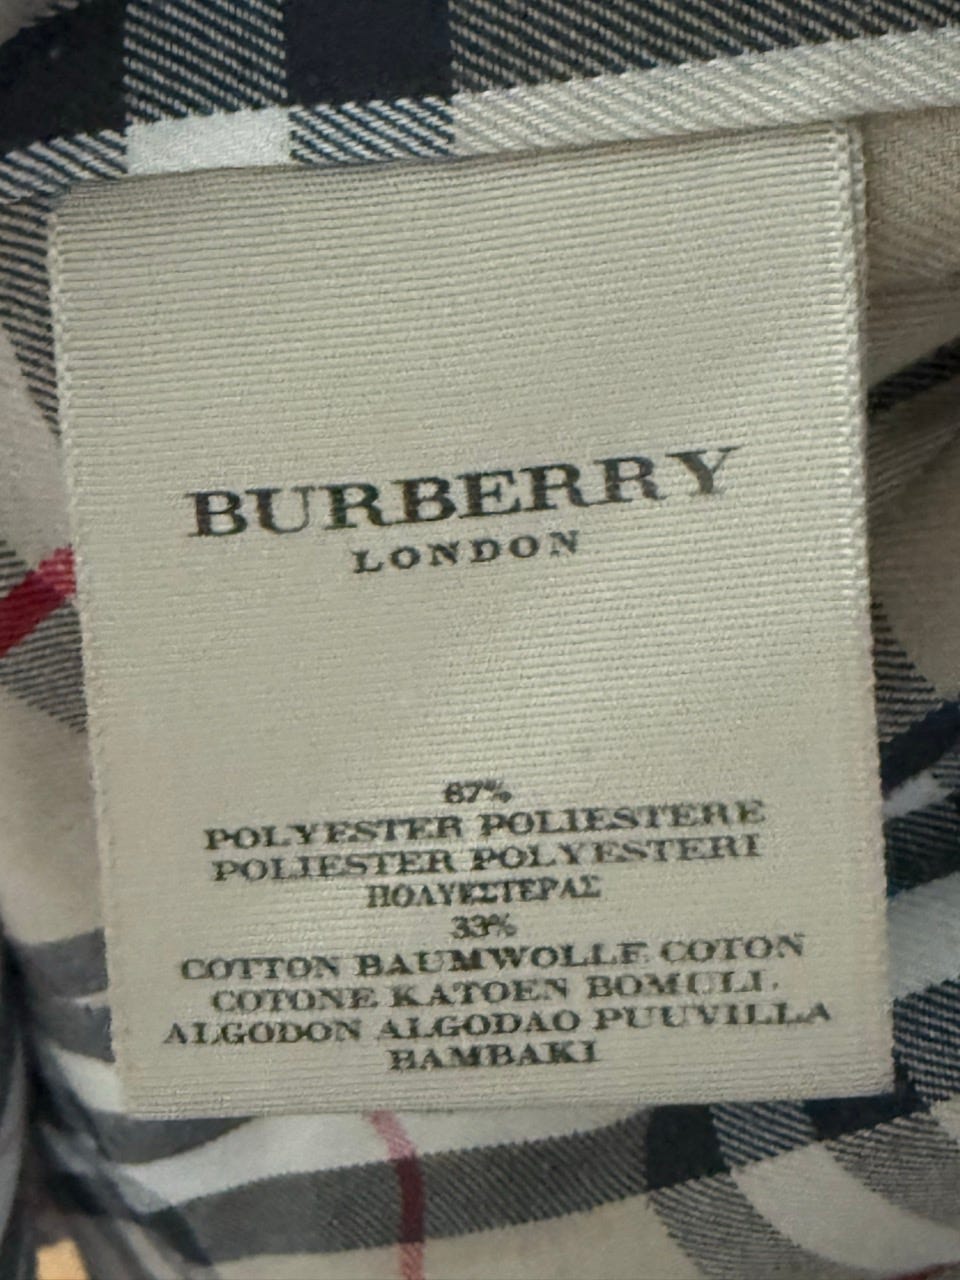 BURBERRY
LONDON
67%
POLYESTER POLIESTERE
POLIESTER POLYESTERI
ΠΟΛΥΕΣΤΕΡΑΣ
33%
COTTON BAUMWOLLE COTON
COTONE KATOEN BOMULL
ALGODON ALGODAO PUUVILLA
BAMBAKI